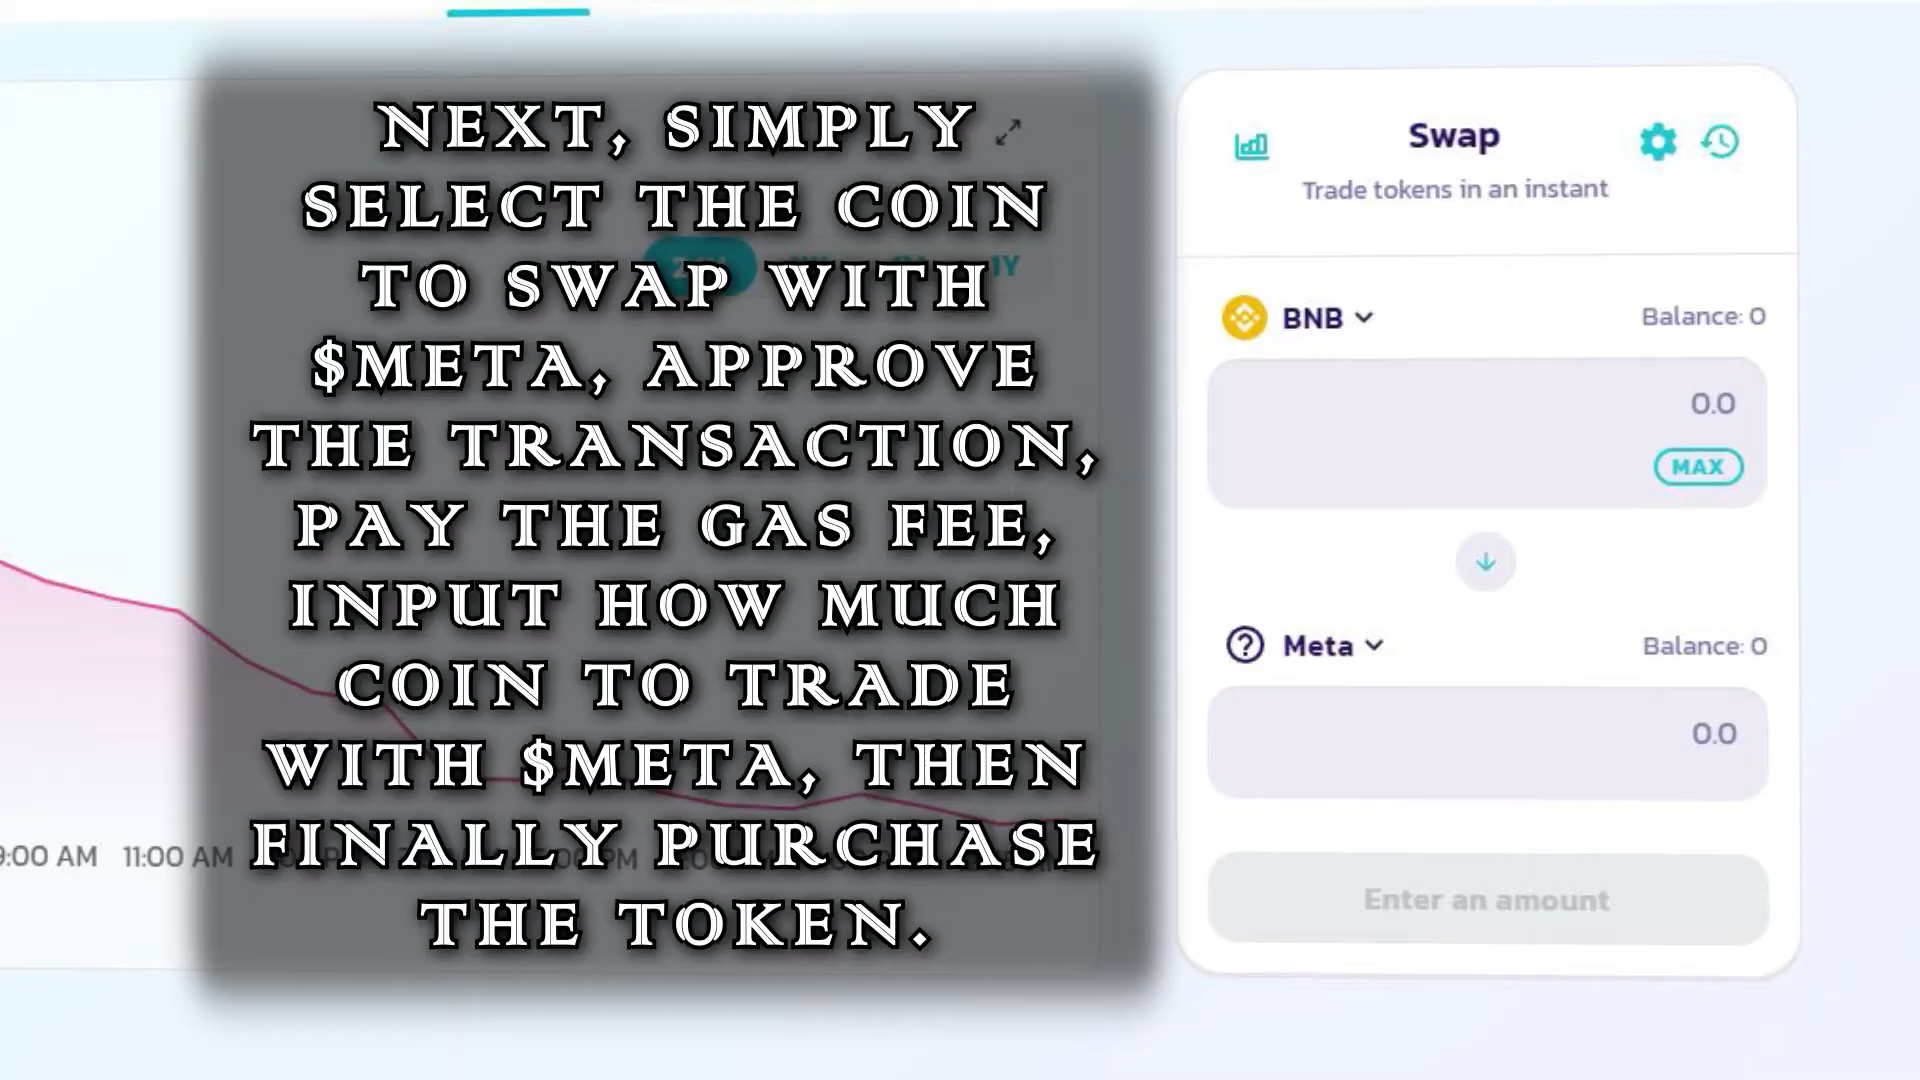 NEXT, SIMPLY
SELECT THE COIN
TO SWAP WITH
$META, APPROVE
THE TRANSACTION,
PAY THE GAS FEE,
INPUT HOW MUCH
COIN TO TRADE
WITH $META, THEN
FINALLY PURCHASE
THE TOKEN.
1Y
9:00 AM 11:00 AM
Swap
Trade tokens in an instant
BNB Balance: 0
0.0
MAX
Meta Balance: 0
0.0
Enter an amount